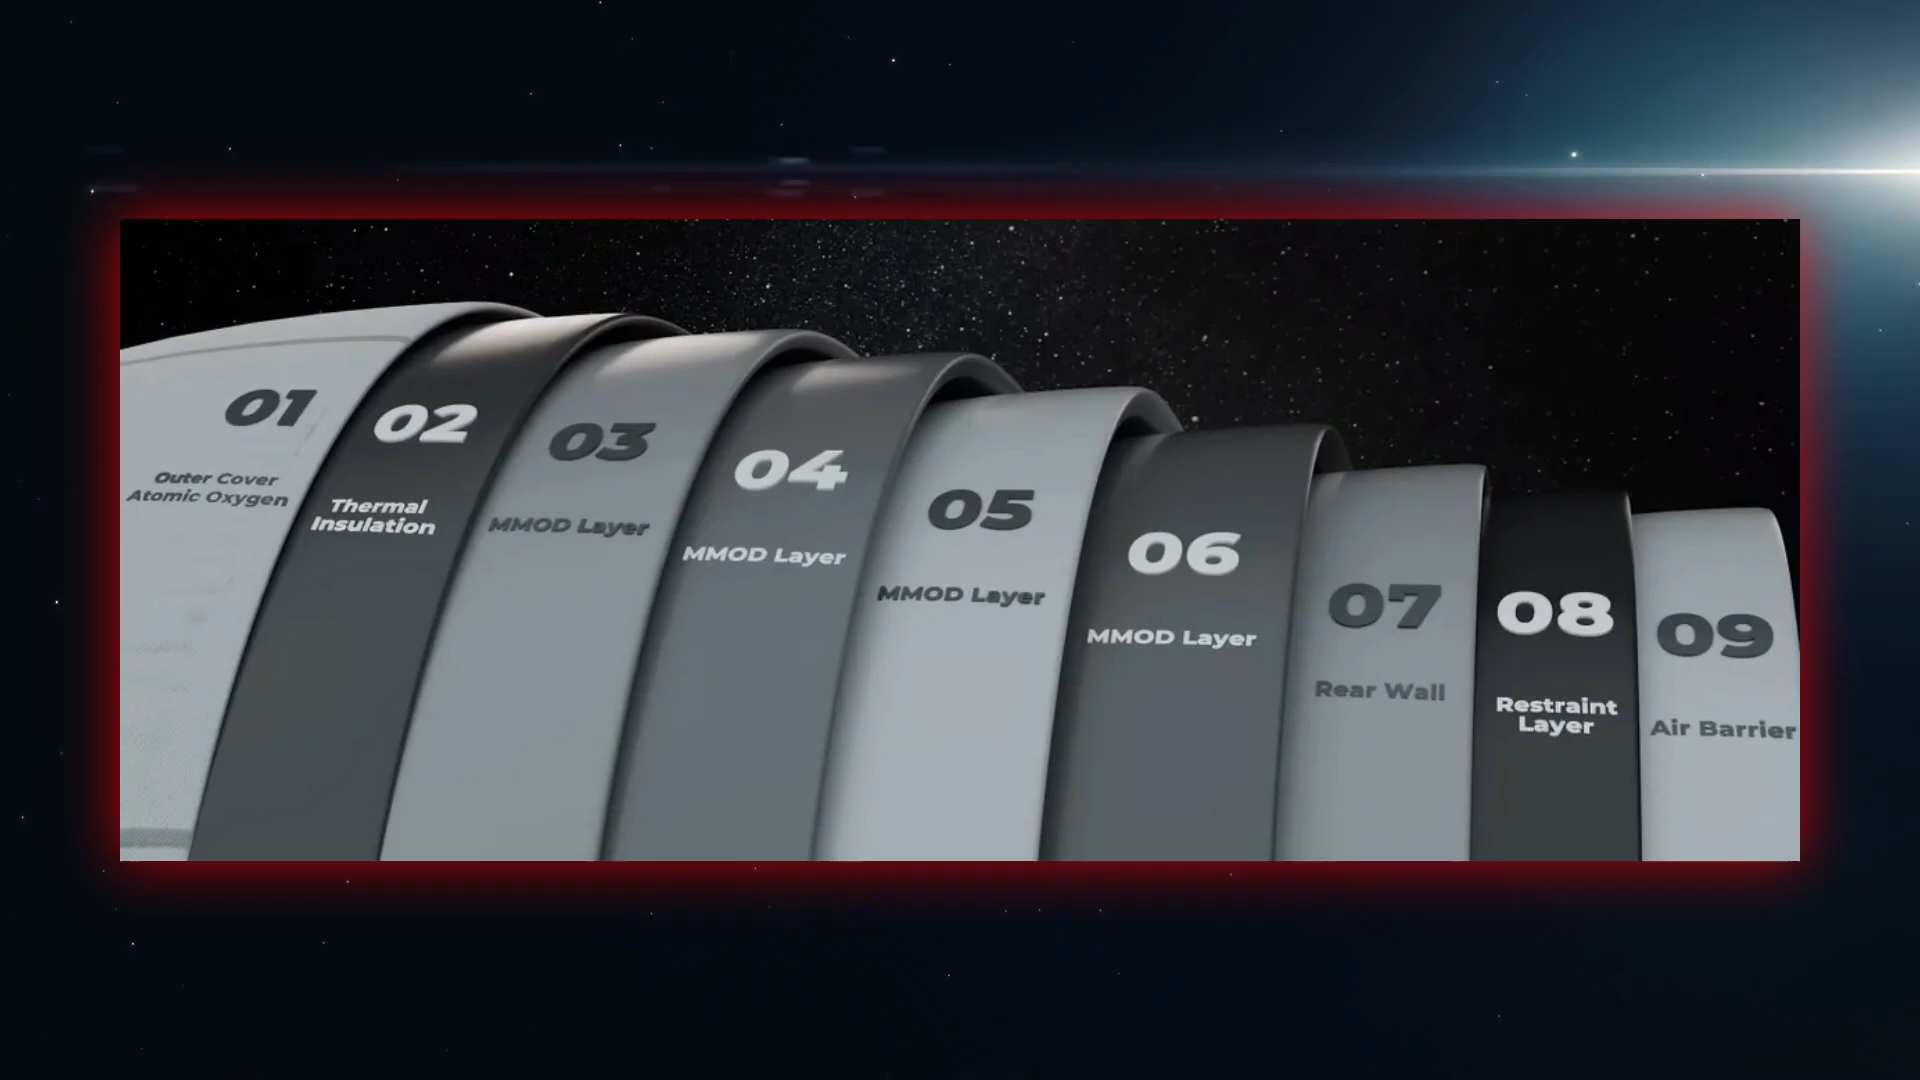 01
Outer Cover
Atomic Oxygen
02
Thermal
Insulation
03
MMOD Layer
04
MMOD Layer
05
MMOD Layer
06
MMOD Layer
07
Rear Wall
08
Restraint
Layer
09
Air Barrier